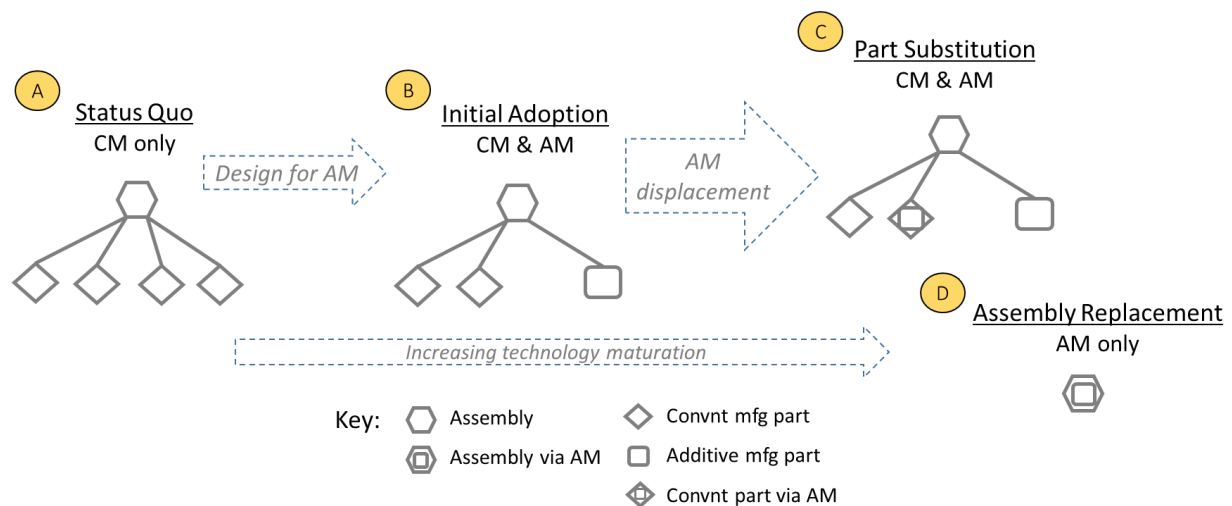 A
Status Quo
CM only
Design for AM
B
Initial Adoption
CM & AM
AM
displacement
C
Part Substitution
CM & AM
D
Assembly Replacement
AM only
Increasing technology maturation
Key:
Assembly
Assembly via AM
Convnt mfg part
Additive mfg part
Convnt part via AM